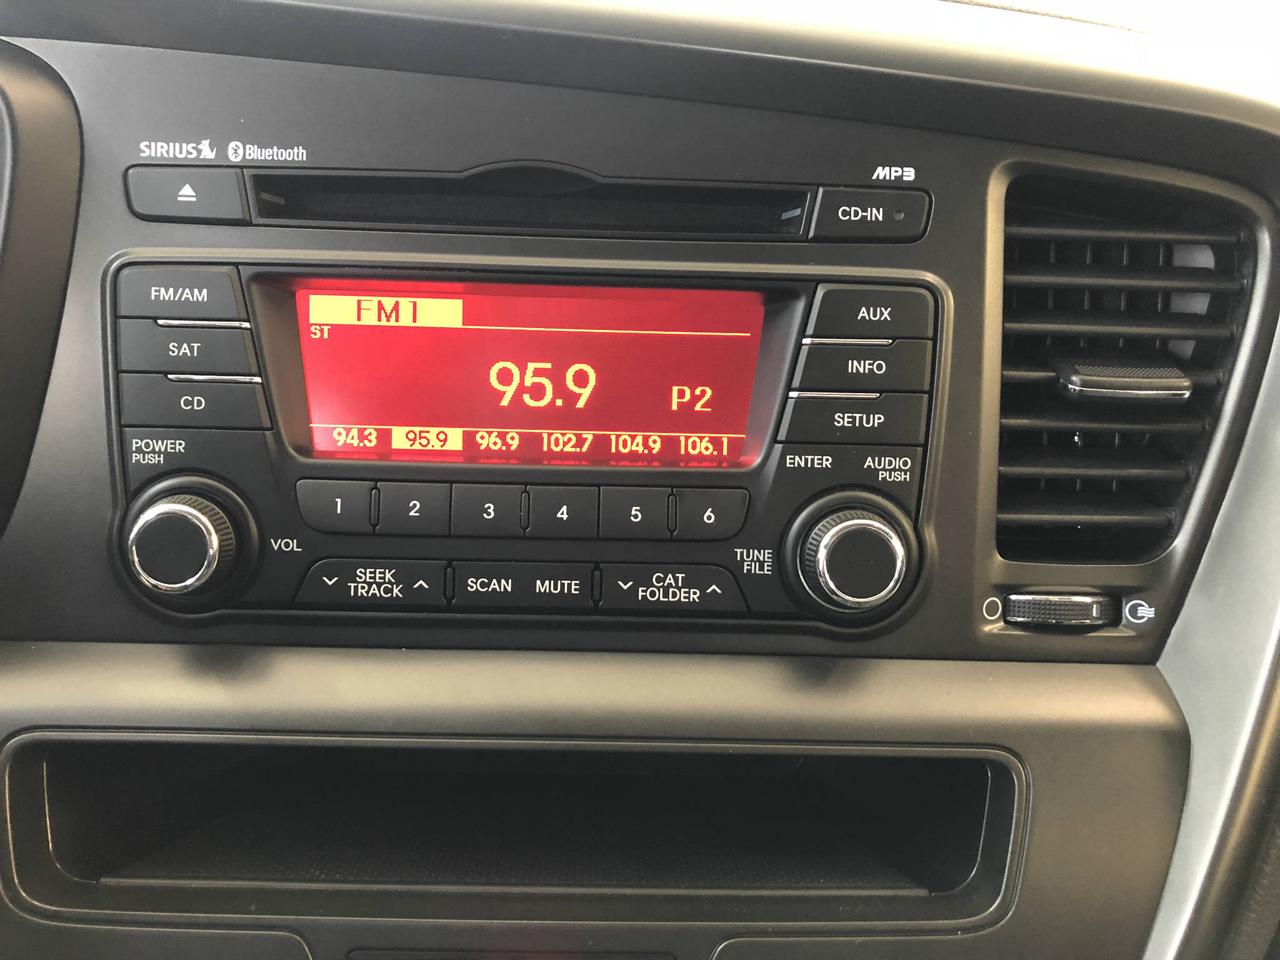 SIRIUS Bluetooth
MP3
CD-IN
FM/AM
SAT
CD
POWER
PUSH
VOL
FM1
ST
95.9 P2
94.3 95.9 96.9 102.7 104.9 106.1
AUX
INFO
SETUP
ENTER
AUDIO
PUSH
TUNE
FILE
1 2 3 4 5 6
SEEK
TRACK
SCAN MUTE
CAT
FOLDER